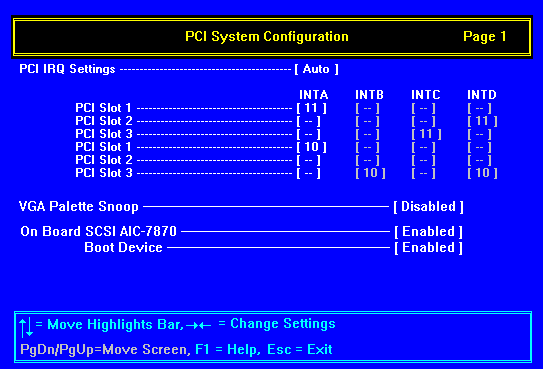 PCI System Configuration Page 1
PCI IRQ Settings ------------------------------------------- [ Auto ]
INTA INTB INTC INTD
PCI Slot 1 --------------------------------------- [ 11 ] [ -- ] [ -- ] [ -- ]
PCI Slot 2 --------------------------------------- [ -- ] [ -- ] [ -- ] [ 11 ]
PCI Slot 3 --------------------------------------- [ -- ] [ -- ] [ 11 ] [ -- ]
PCI Slot 1 --------------------------------------- [ 10 ] [ -- ] [ -- ] [ -- ]
PCI Slot 2 --------------------------------------- [ -- ] [ -- ] [ -- ] [ -- ]
PCI Slot 3 --------------------------------------- [ -- ] [ 10 ] [ -- ] [ 10 ]
VGA Palette Snoop [ Disabled ]
On Board SCSI AIC-7870 [ Enabled ]
Boot Device [ Enabled ]
↑↓ = Move Highlights Bar, →← = Change Settings
PgDn/PgUp=Move Screen, F1 = Help, Esc = Exit